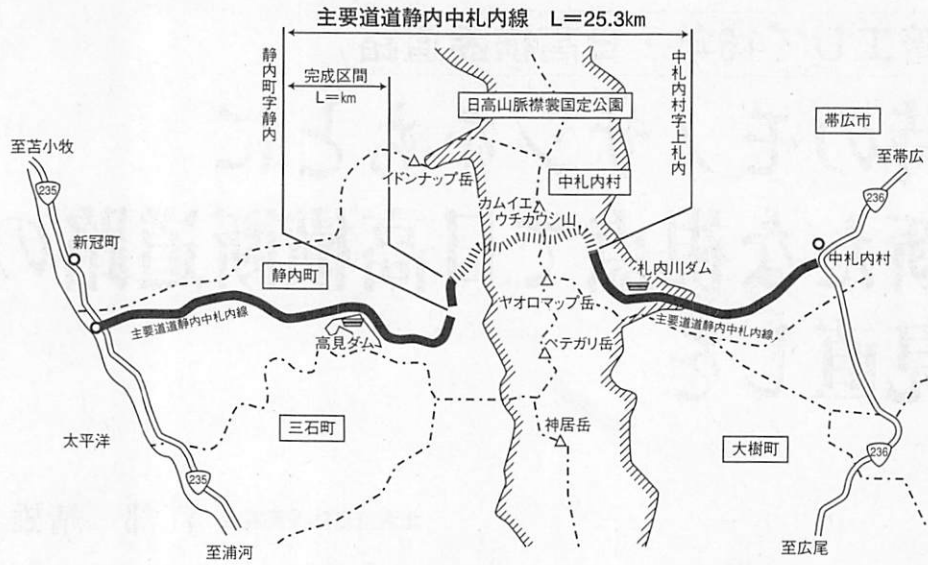 主要道道静内中札内線 L=25.3km
静内町字静内
完成区間
L=km
中札内村字上札内
日高山脈襟裳国定公園
帯広市
至苫小牧
至帯広
235
イドンナップ岳
中札内村
236
カムイエ
ウチカウシ山
新冠町
中札内村
静内町
札内川ダム
ヤオロマップ岳
主要道道静内中札内線
主要道道静内中札内線
高見ダム
ペテガリ岳
三石町
神居岳
太平洋
大樹町
235
236
至浦河
至広尾